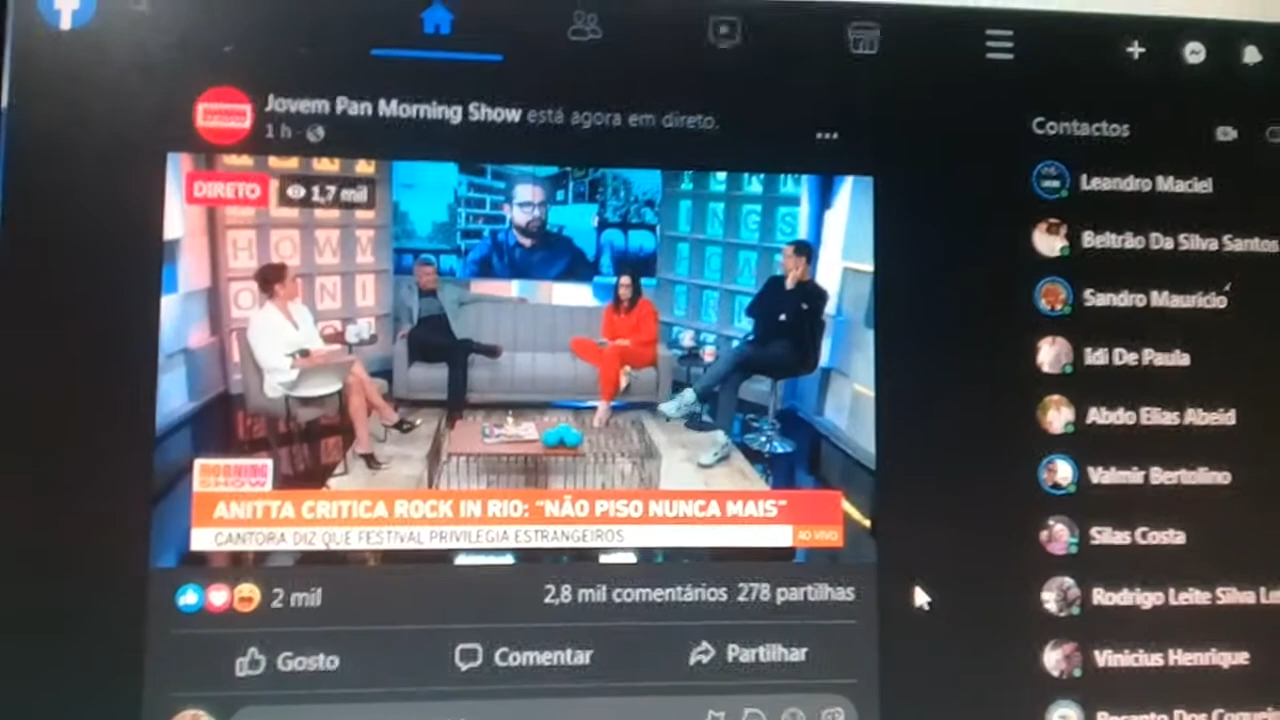 Jovem Pan Morning Show está agora em direto.
1 h
DIRETO
1,7 mil
MORNING
SHOW
ANITTA CRITICA ROCK IN RIO: "NÃO PISO NUNCA MAIS"
CANTORA DIZ QUE FESTIVAL PRIVILEGIA ESTRANGEIROS
AO VIVO
2 mil
2,8 mil comentários 278 partilhas
Gosto
Comentar
Partilhar
Contactos
Leandro Maciel
Beltrão Da Silva Santos
Sandro Maurício
Idi De Paula
Abdo Elias Abeid
Valmir Bertolino
Silas Costa
Rodrigo Leite Silva
Vinicius Henrique